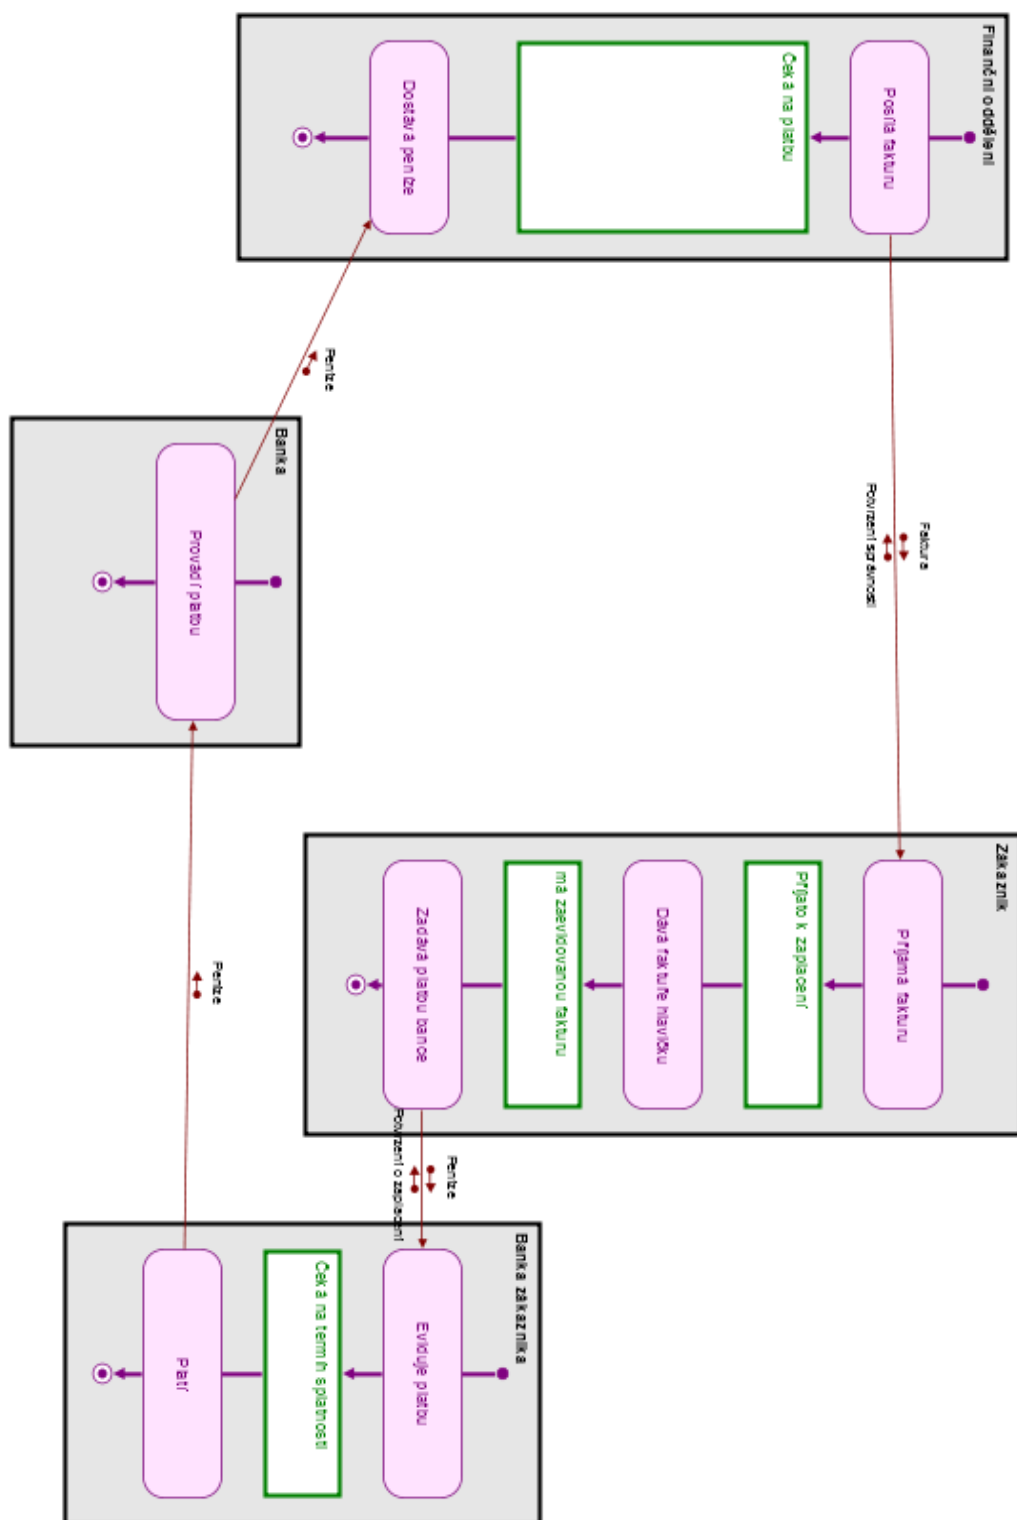 Finanční oddělení
Posílá fakturu
Čeká na platbu
Dostává peníze
Faktura
Potvrzení správnosti
Peníze
Banka
Provádí platbu
Zákazník
Přijímá fakturu
Přijato k zaplacení
Dává faktuře hlavičku
má zaevidovanou fakturu
Zadává platbu bance
Peníze
Potvrzení o zaplacení
Peníze
Banka zákazníka
Eviduje platbu
Čeká na termín splatnosti
Platí